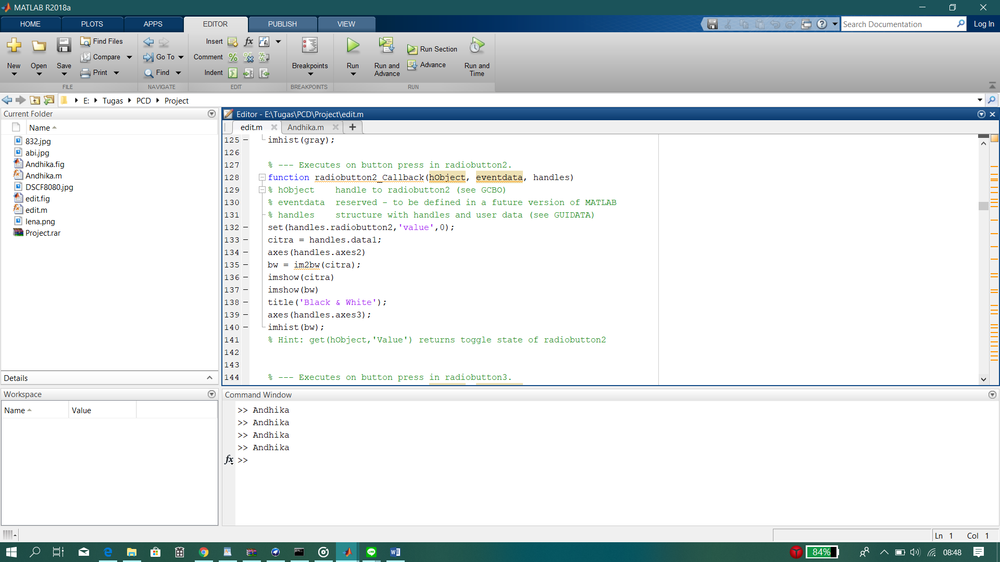 MATLAB R2018a
HOME PLOTS APPS EDITOR PUBLISH VIEW
Search Documentation
Log In
New
Open
Save
Find Files
Compare
Print
FILE
Go To
Find
NAVIGATE
Insert
Comment
Indent
EDIT
Breakpoints
BREAKPOINTS
Run
Run and Advance
Run Section
Advance
Run and Time
RUN
E: Tugas PCD Project
Current Folder
Name
832.jpg
abi.jpg
Andhika.fig
Andhika.m
DSCF8080.jpg
edit.fig
edit.m
lena.png
Project.rar
Details
Workspace
Name Value
Editor - E:\Tugas\PCD\Project\edit.m
edit.m Andhika.m
125 imhist(gray);
126
127 % --- Executes on button press in radiobutton2.
128 function radiobutton2_Callback(hObject, eventdata, handles)
129 % hObject    handle to radiobutton2 (see GCBO)
130 % eventdata  reserved - to be defined in a future version of MATLAB
131 % handles    structure with handles and user data (see GUIDATA)
132 set(handles.radiobutton2,'value',0);
133 citra = handles.data1;
134 axes(handles.axes2)
135 bw = im2bw(citra);
136 imshow(citra)
137 imshow(bw)
138 title('Black & White');
139 axes(handles.axes3);
140 imhist(bw);
141 % Hint: get(hObject,'Value') returns toggle state of radiobutton2
142
143
144 % --- Executes on button press in radiobutton3.
Command Window
>> Andhika
>> Andhika
>> Andhika
>> Andhika
fx >>
Ln 1 Col 1
84%
08:48